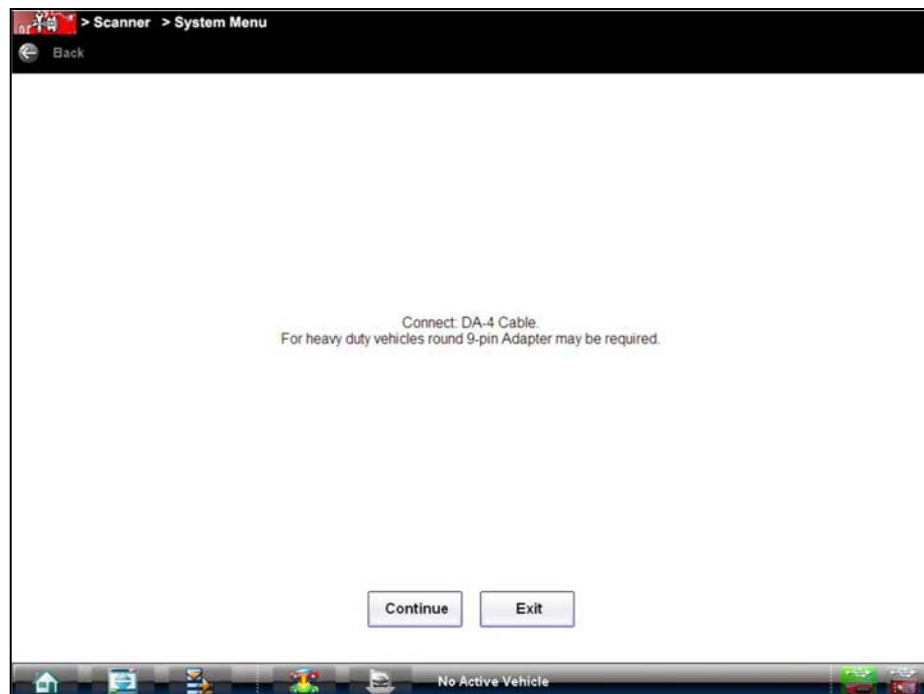 > Scanner > System Menu
Back
Connect: DA-4 Cable.
For heavy duty vehicles round 9-pin Adapter may be required.
Continue Exit
No Active Vehicle